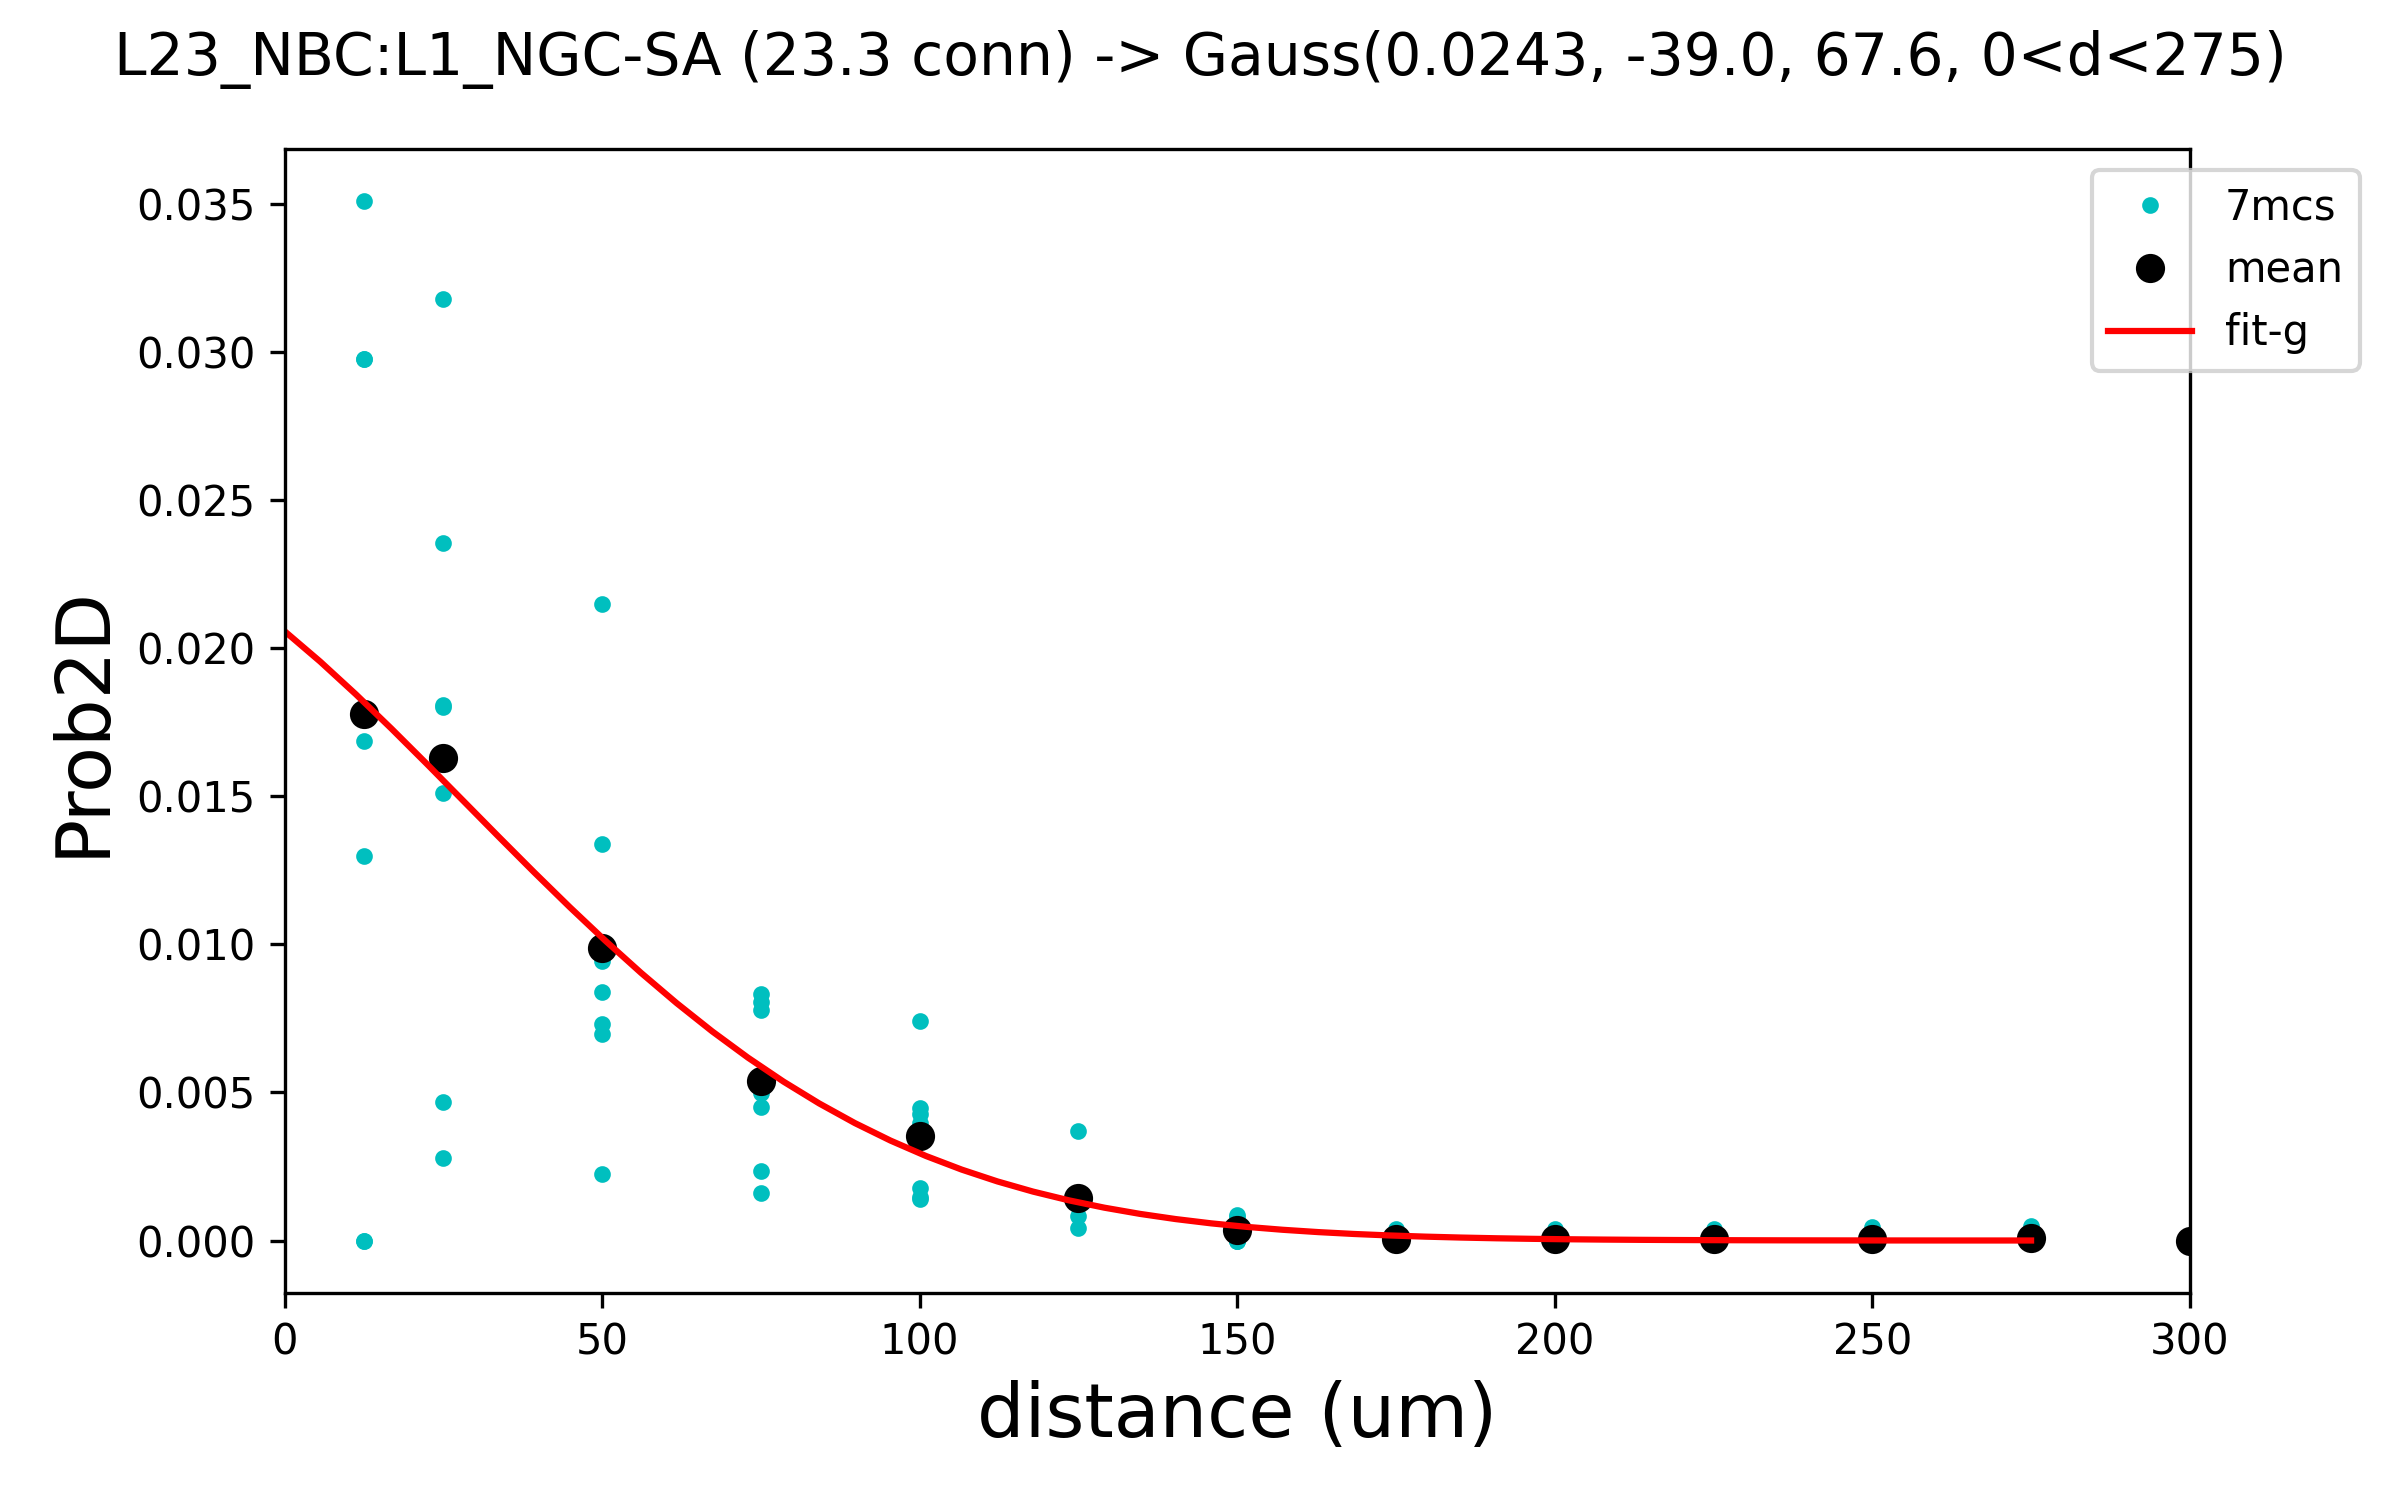 L23_NBC:L1_NGC-SA (23.3 conn) -> Gauss(0.0243, -39.0, 67.6, 0<d<275)
7mcs
mean
fit-g
Prob2D
0.035
0.030
0.025
0.020
0.015
0.010
0.005
0.000
0 50 100 150 200 250 300
distance (um)